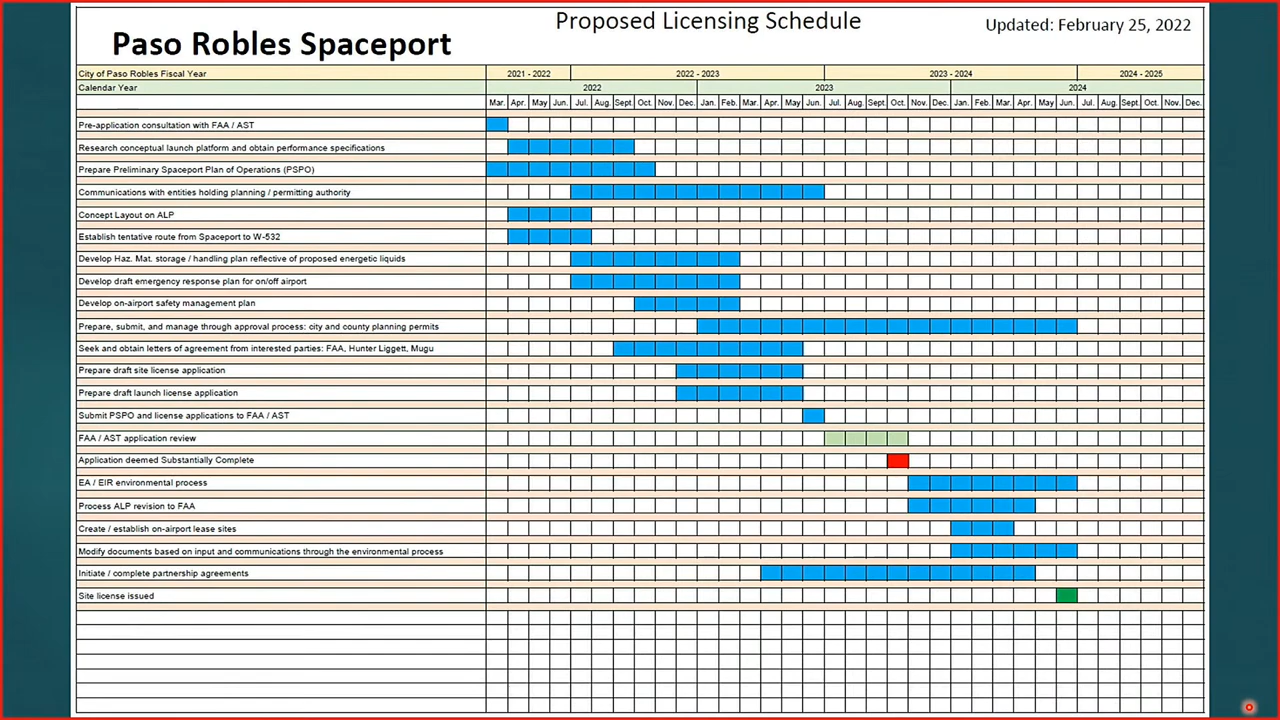 Proposed Licensing Schedule
Updated: February 25, 2022
Paso Robles Spaceport
City of Paso Robles Fiscal Year 2021 - 2022 2022 - 2023 2023 - 2024 2024 - 2025
Calendar Year 2022 2023 2024
Mar. Apr. May Jun. Jul. Aug. Sept. Oct. Nov. Dec. Jan. Feb. Mar. Apr. May Jun. Jul. Aug. Sept. Oct. Nov. Dec. Jan. Feb. Mar. Apr. May Jun. Jul. Aug. Sept. Oct. Nov. Dec.
Pre-application consultation with FAA / AST
Research conceptual launch platform and obtain performance specifications
Prepare Preliminary Spaceport Plan of Operations (PSPO)
Communications with entities holding planning / permitting authority
Concept Layout on ALP
Establish tentative route from Spaceport to W-532
Develop Haz. Mat. storage / handling plan reflective of proposed energetic liquids
Develop draft emergency response plan for on/off airport
Develop on-airport safety management plan
Prepare, submit, and manage through approval process: city and county planning permits
Seek and obtain letters of agreement from interested parties: FAA, Hunter Liggett, Mugu
Prepare draft site license application
Prepare draft launch license application
Submit PSPO and license applications to FAA / AST
FAA / AST application review
Application deemed Substantially Complete
EA / EIR environmental process
Process ALP revision to FAA
Create / establish on-airport lease sites
Modify documents based on input and communications through the environmental process
Initiate / complete partnership agreements
Site license issued